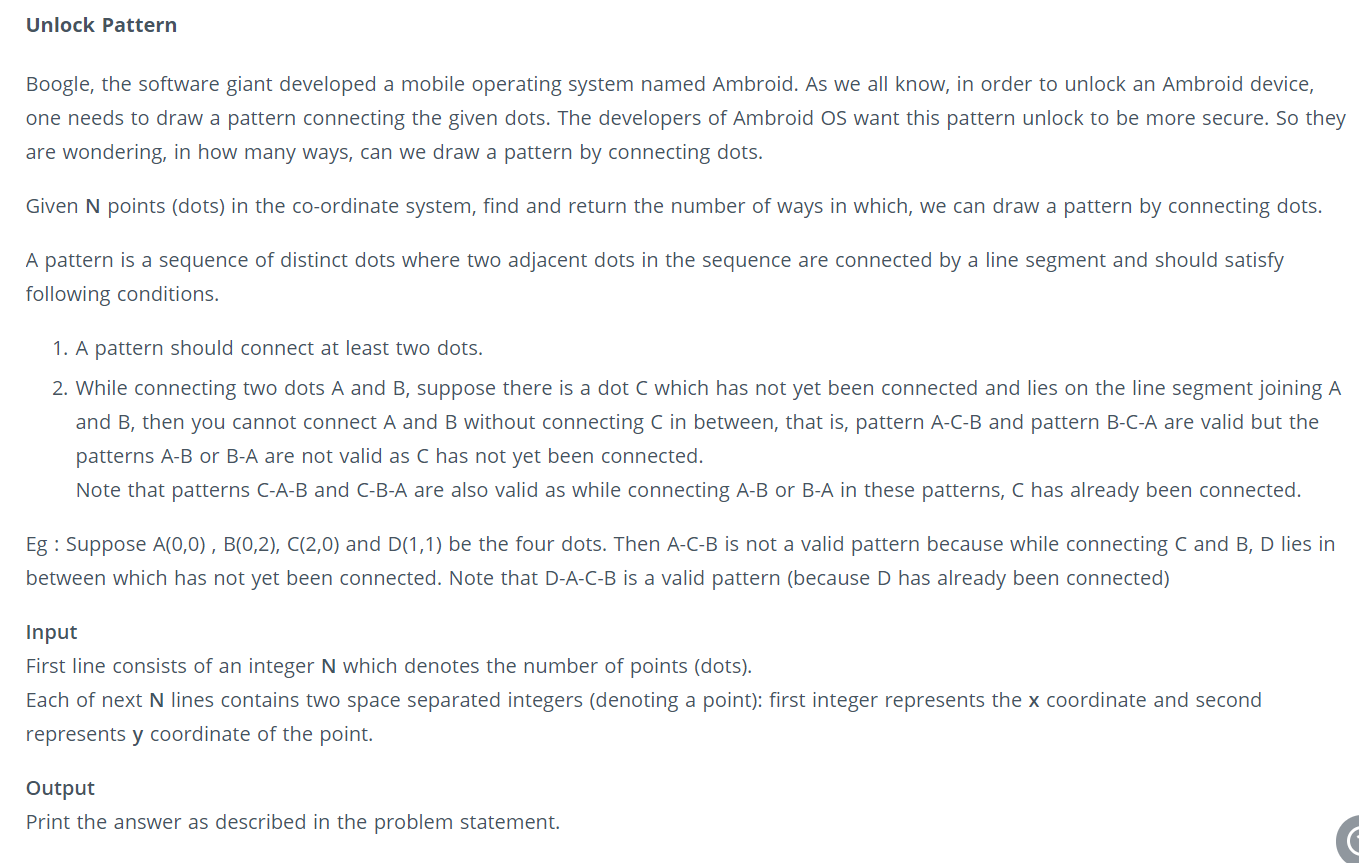 Unlock Pattern
Boogle, the software giant developed a mobile operating system named Ambroid. As we all know, in order to unlock an Ambroid device,
one needs to draw a pattern connecting the given dots. The developers of Ambroid OS want this pattern unlock to be more secure. So they
are wondering, in how many ways, can we draw a pattern by connecting dots.
Given N points (dots) in the co-ordinate system, find and return the number of ways in which, we can draw a pattern by connecting dots.
A pattern is a sequence of distinct dots where two adjacent dots in the sequence are connected by a line segment and should satisfy
following conditions.
1. A pattern should connect at least two dots.
2. While connecting two dots A and B, suppose there is a dot C which has not yet been connected and lies on the line segment joining A
and B, then you cannot connect A and B without connecting C in between, that is, pattern A-C-B and pattern B-C-A are valid but the
patterns A-B or B-A are not valid as C has not yet been connected.
Note that patterns C-A-B and C-B-A are also valid as while connecting A-B or B-A in these patterns, C has already been connected.
Eg : Suppose A(0,0) , B(0,2), C(2,0) and D(1,1) be the four dots. Then A-C-B is not a valid pattern because while connecting C and B, D lies in
between which has not yet been connected. Note that D-A-C-B is a valid pattern (because D has already been connected)
Input
First line consists of an integer N which denotes the number of points (dots).
Each of next N lines contains two space separated integers (denoting a point): first integer represents the x coordinate and second
represents y coordinate of the point.
Output
Print the answer as described in the problem statement.